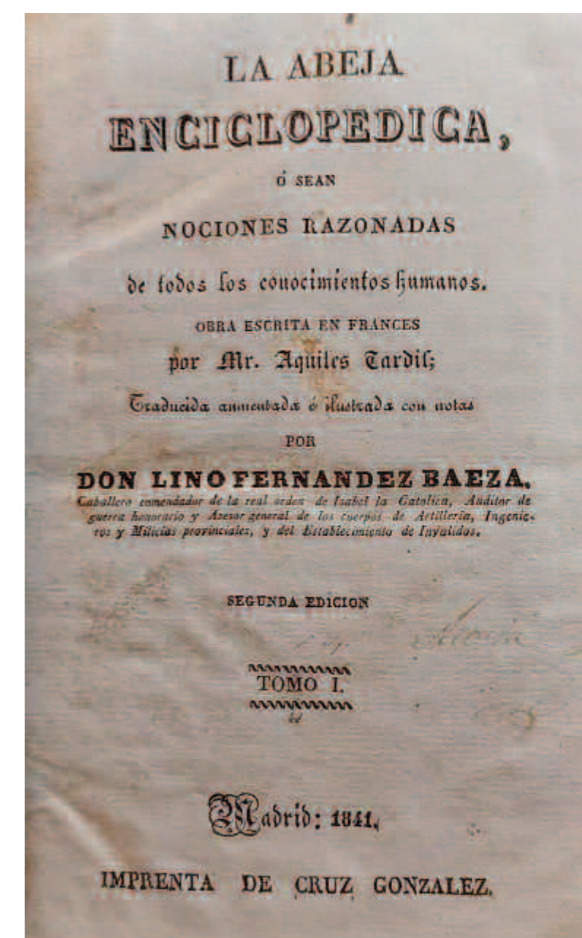 LA ABEJA
ENCICLOPEDICA,
Ó SEAN
NOCIONES RAZONADAS
de todos los conocimientos humanos.
OBRA ESCRITA EN FRANCES
por Mr. Aquiles Tardif;
Traducida aumentada é ilustrada con notas
POR
DON LINO FERNANDEZ BAEZA.
Caballero comendador de la real orden de Isabel la Catolica, Auditor de
guerra honorario y Asesor general de los cuerpos de Artilleria, Ingenie-
ros y Milicias provinciales, y del Establecimiento de Inválidos.
SEGUNDA EDICION
TOMO I.
Madrid: 1841.
IMPRENTA DE CRUZ GONZALEZ.